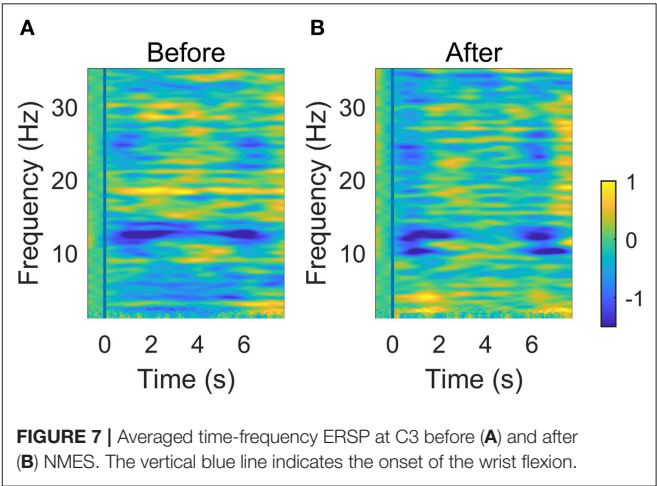 A
B
Before
After
Frequency (Hz)
30
20
10
0 2 4 6
Time (s)
Frequency (Hz)
30
20
10
0 2 4 6
Time (s)
1
0
-1
FIGURE 7 | Averaged time-frequency ERSP at C3 before (A) and after
(B) NMES. The vertical blue line indicates the onset of the wrist flexion.